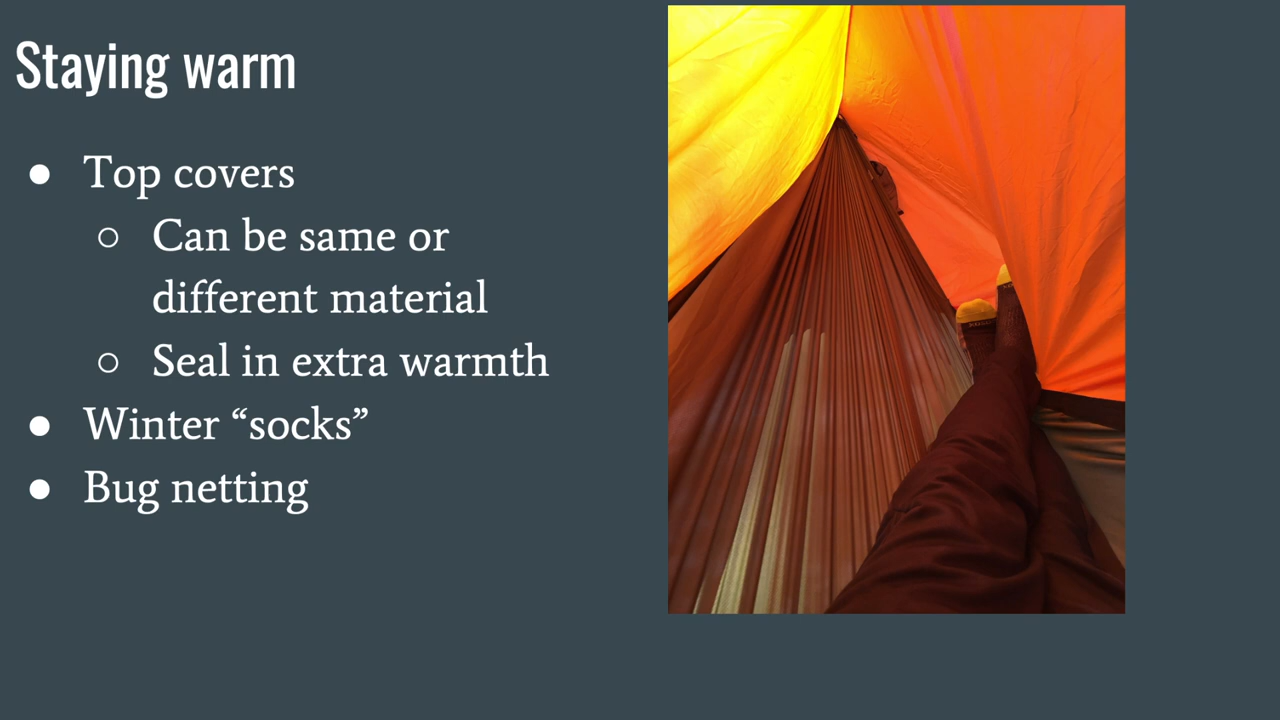 Staying warm
● Top covers
○ Can be same or
different material
○ Seal in extra warmth
● Winter “socks”
● Bug netting